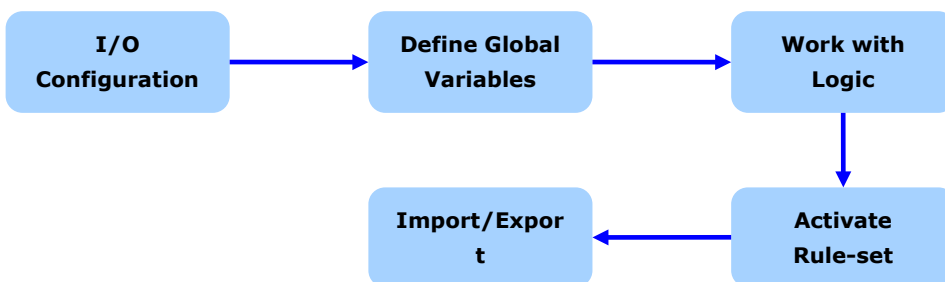 I/O
Configuration
Define Global
Variables
Work with
Logic
Import/Expor
t
Activate
Rule-set